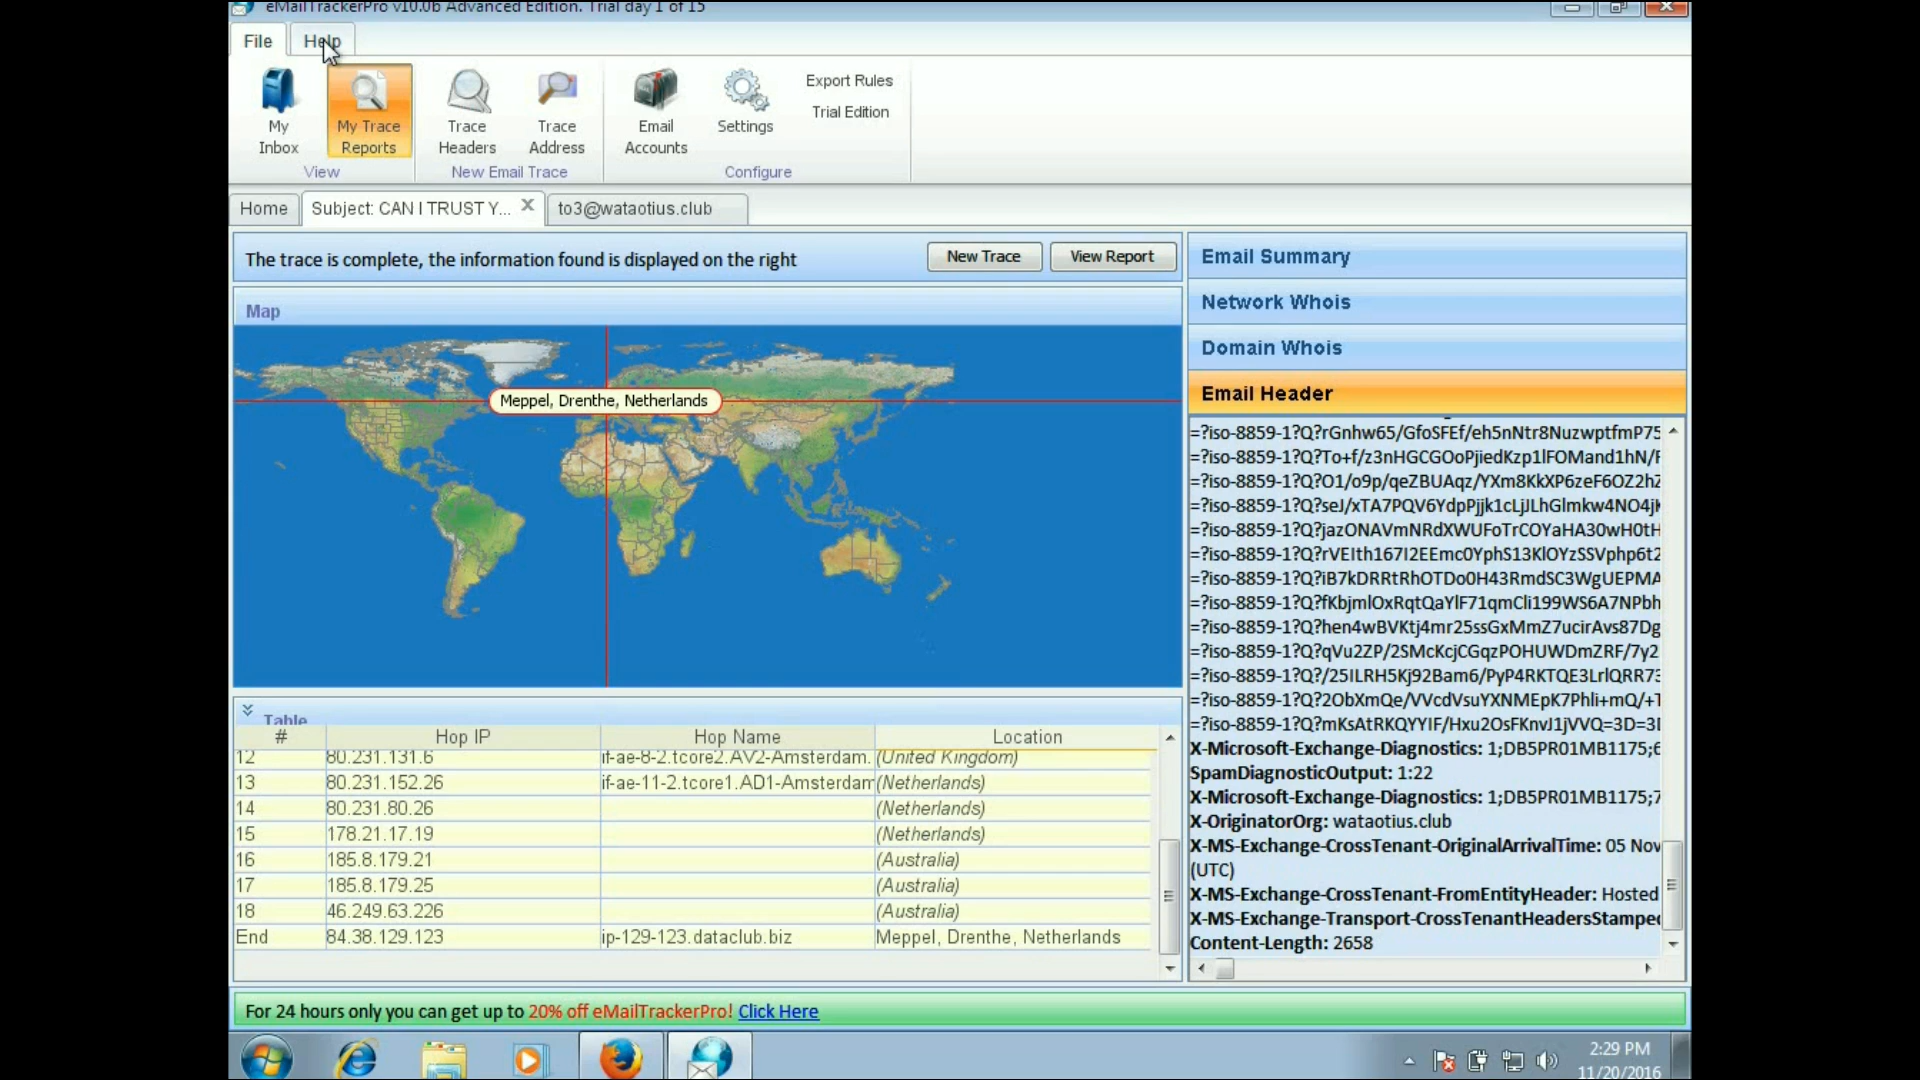 eMailTrackerPro v10.0b Advanced Edition. Trial day 1 of 15
File
Help
My Inbox
My Trace Reports
Trace Headers
Trace Address
Email Accounts
Settings
Export Rules
Trial Edition
View
New Email Trace
Configure
Home
Subject: CAN I TRUST Y...
to3@wataotius.club
The trace is complete, the information found is displayed on the right
New Trace
View Report
Map
Meppel, Drenthe, Netherlands
Table
# Hop IP Hop Name Location
12 80.231.131.6 if-ae-8-2.tcore2.AV2-Amsterdam. (United Kingdom)
13 80.231.152.26 if-ae-11-2.tcore1.AD1-Amsterdam (Netherlands)
14 80.231.80.26 (Netherlands)
15 178.21.17.19 (Netherlands)
16 185.8.179.21 (Australia)
17 185.8.179.25 (Australia)
18 46.249.63.226 (Australia)
End 84.38.129.123 ip-129-123.dataclub.biz Meppel, Drenthe, Netherlands
Email Summary
Network Whois
Domain Whois
Email Header
=?iso-8859-1?Q?rGnhw65/GfoSFEf/eh5nNtr8NuzwptfmP75
=?iso-8859-1?Q?To+f/z3nHGCGOoPjiedKzp1lFOMand1hN/F
=?iso-8859-1?Q?O1/o9p/qeZBUAqz/YXm8KkXP6zeF6OZ2hZ
=?iso-8859-1?Q?seJ/xTA7PQV6YdpPjjk1cLjJLhGlmkw4NO4jK
=?iso-8859-1?Q?jazONAVmNRdXWUFoTrCOYaHA30wH0tH
=?iso-8859-1?Q?rVEIth167I2EEmc0YphS13KlOYzSSVphp6t2
=?iso-8859-1?Q?iB7kDRRtRhOTDo0H43RmdSC3WgUEPMA
=?iso-8859-1?Q?fKbjmlOxRqtQaYlF71qmCli199WS6A7NPbh
=?iso-8859-1?Q?hen4wBVKtj4mr25ssGxMmZ7ucirAvs87Dg
=?iso-8859-1?Q?qVu2ZP/2SMcKcjCGqzPOHUWDmZRF/7y2
=?iso-8859-1?Q?/25ILRH5Kj92Bam6/PyP4RKTQE3LrlQRR73
=?iso-8859-1?Q?2ObXmQe/VVcdVsuYXNMEpK7Phli+mQ/+T
=?iso-8859-1?Q?mKsAtRKQYYIF/Hxu2OsFKnvJ1jVVQ=3D=3
X-Microsoft-Exchange-Diagnostics: 1;DB5PR01MB1175;6
SpamDiagnosticOutput: 1:22
X-Microsoft-Exchange-Diagnostics: 1;DB5PR01MB1175;7
X-OriginatorOrg: wataotius.club
X-MS-Exchange-CrossTenant-OriginalArrivalTime: 05 Nov
(UTC)
X-MS-Exchange-CrossTenant-FromEntityHeader: Hosted
X-MS-Exchange-Transport-CrossTenantHeadersStamped
Content-Length: 2658
For 24 hours only you can get up to 20% off eMailTrackerPro! Click Here
2:29 PM
11/20/2016